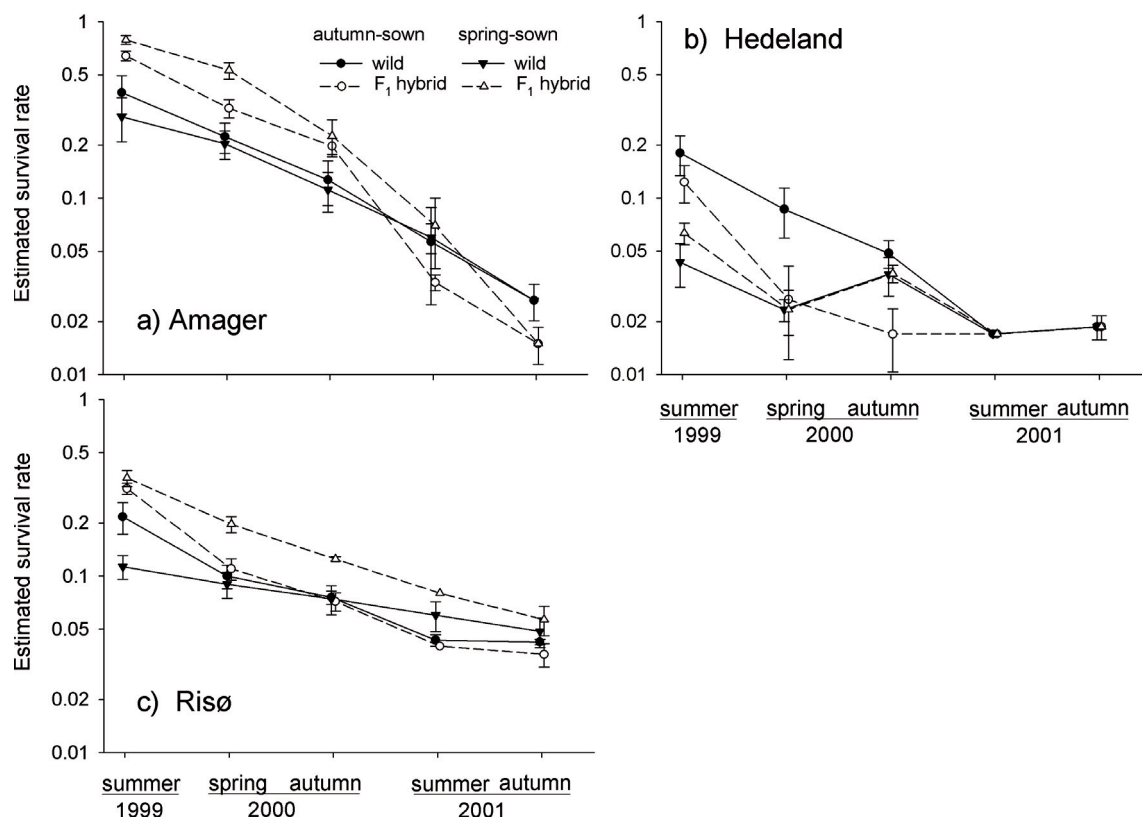 Estimated survival rate
1
0.5
0.2
0.1
0.05
0.02
0.01
autumn-sown spring-sown
wild wild
F₁ hybrid F₁ hybrid
a) Amager
b) Hedeland
1
0.5
0.2
0.1
0.05
0.02
0.01
summer spring autumn summer autumn
1999 2000 2001
Estimated survival rate
1
0.5
0.2
0.1
0.05
0.02
0.01
c) Risø
summer spring autumn summer autumn
1999 2000 2001